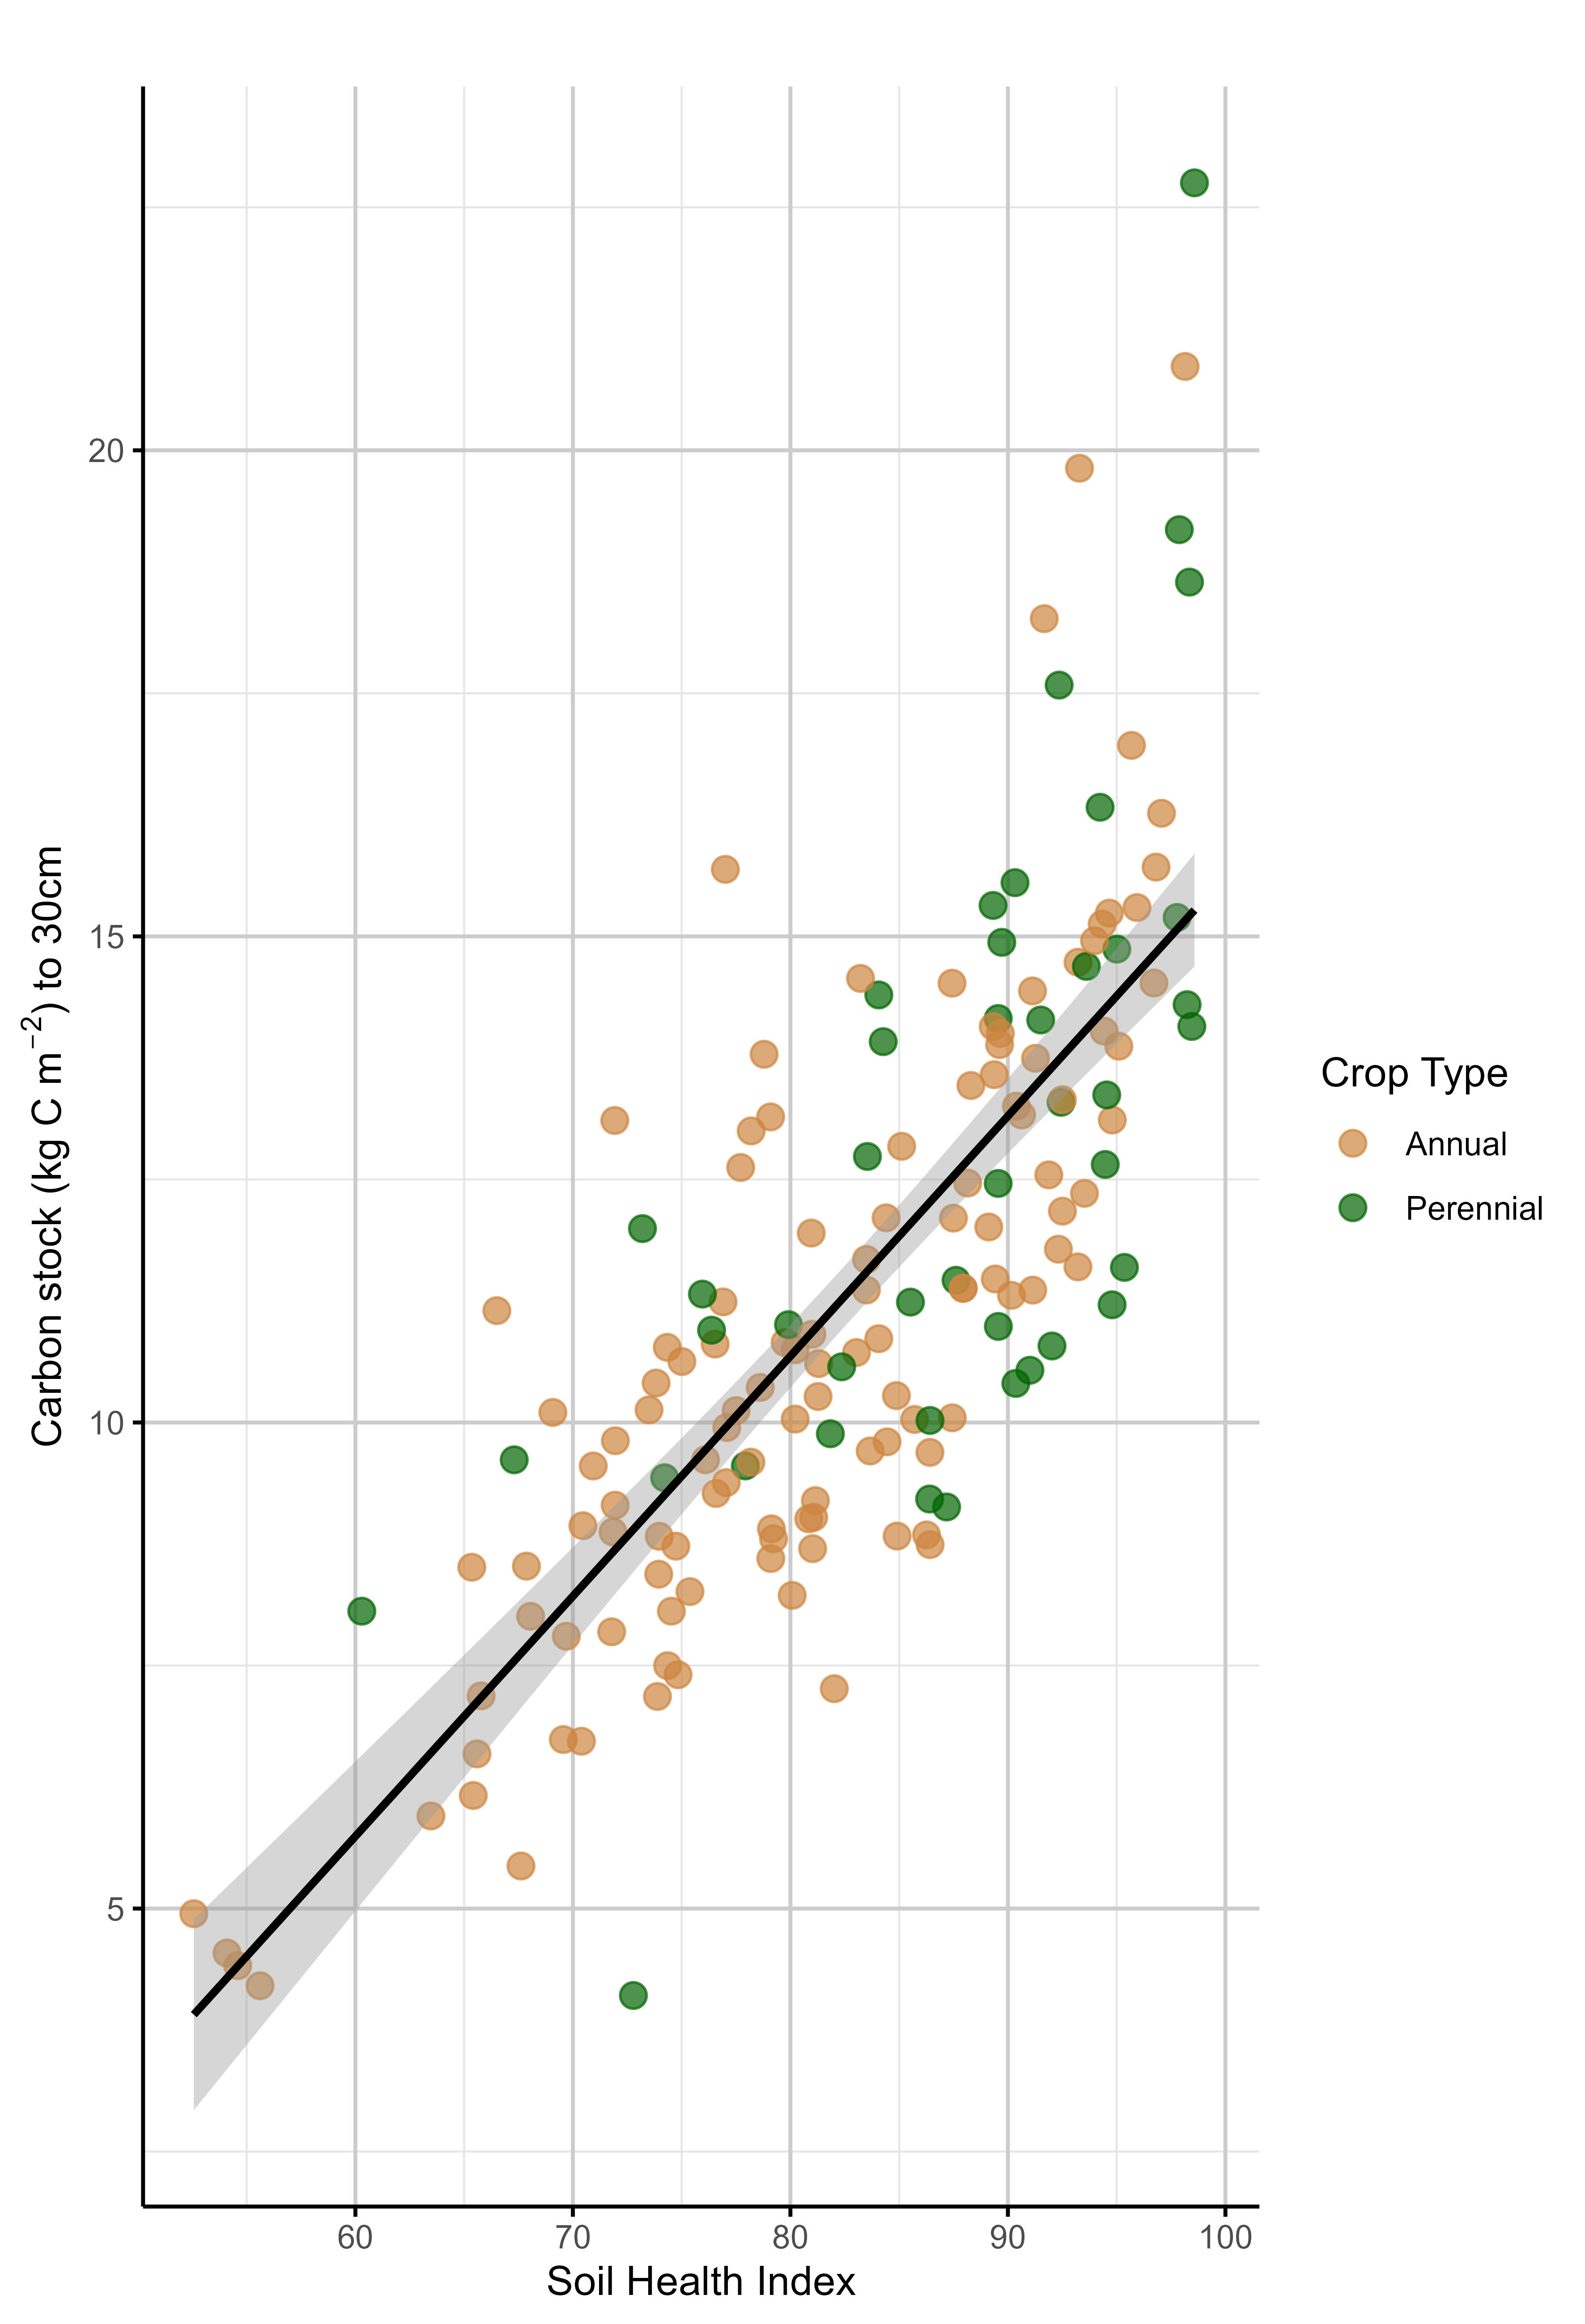 Carbon stock (kg C m⁻²) to 30cm
20
15
10
5
60 70 80 90 100
Soil Health Index
Crop Type
Annual
Perennial